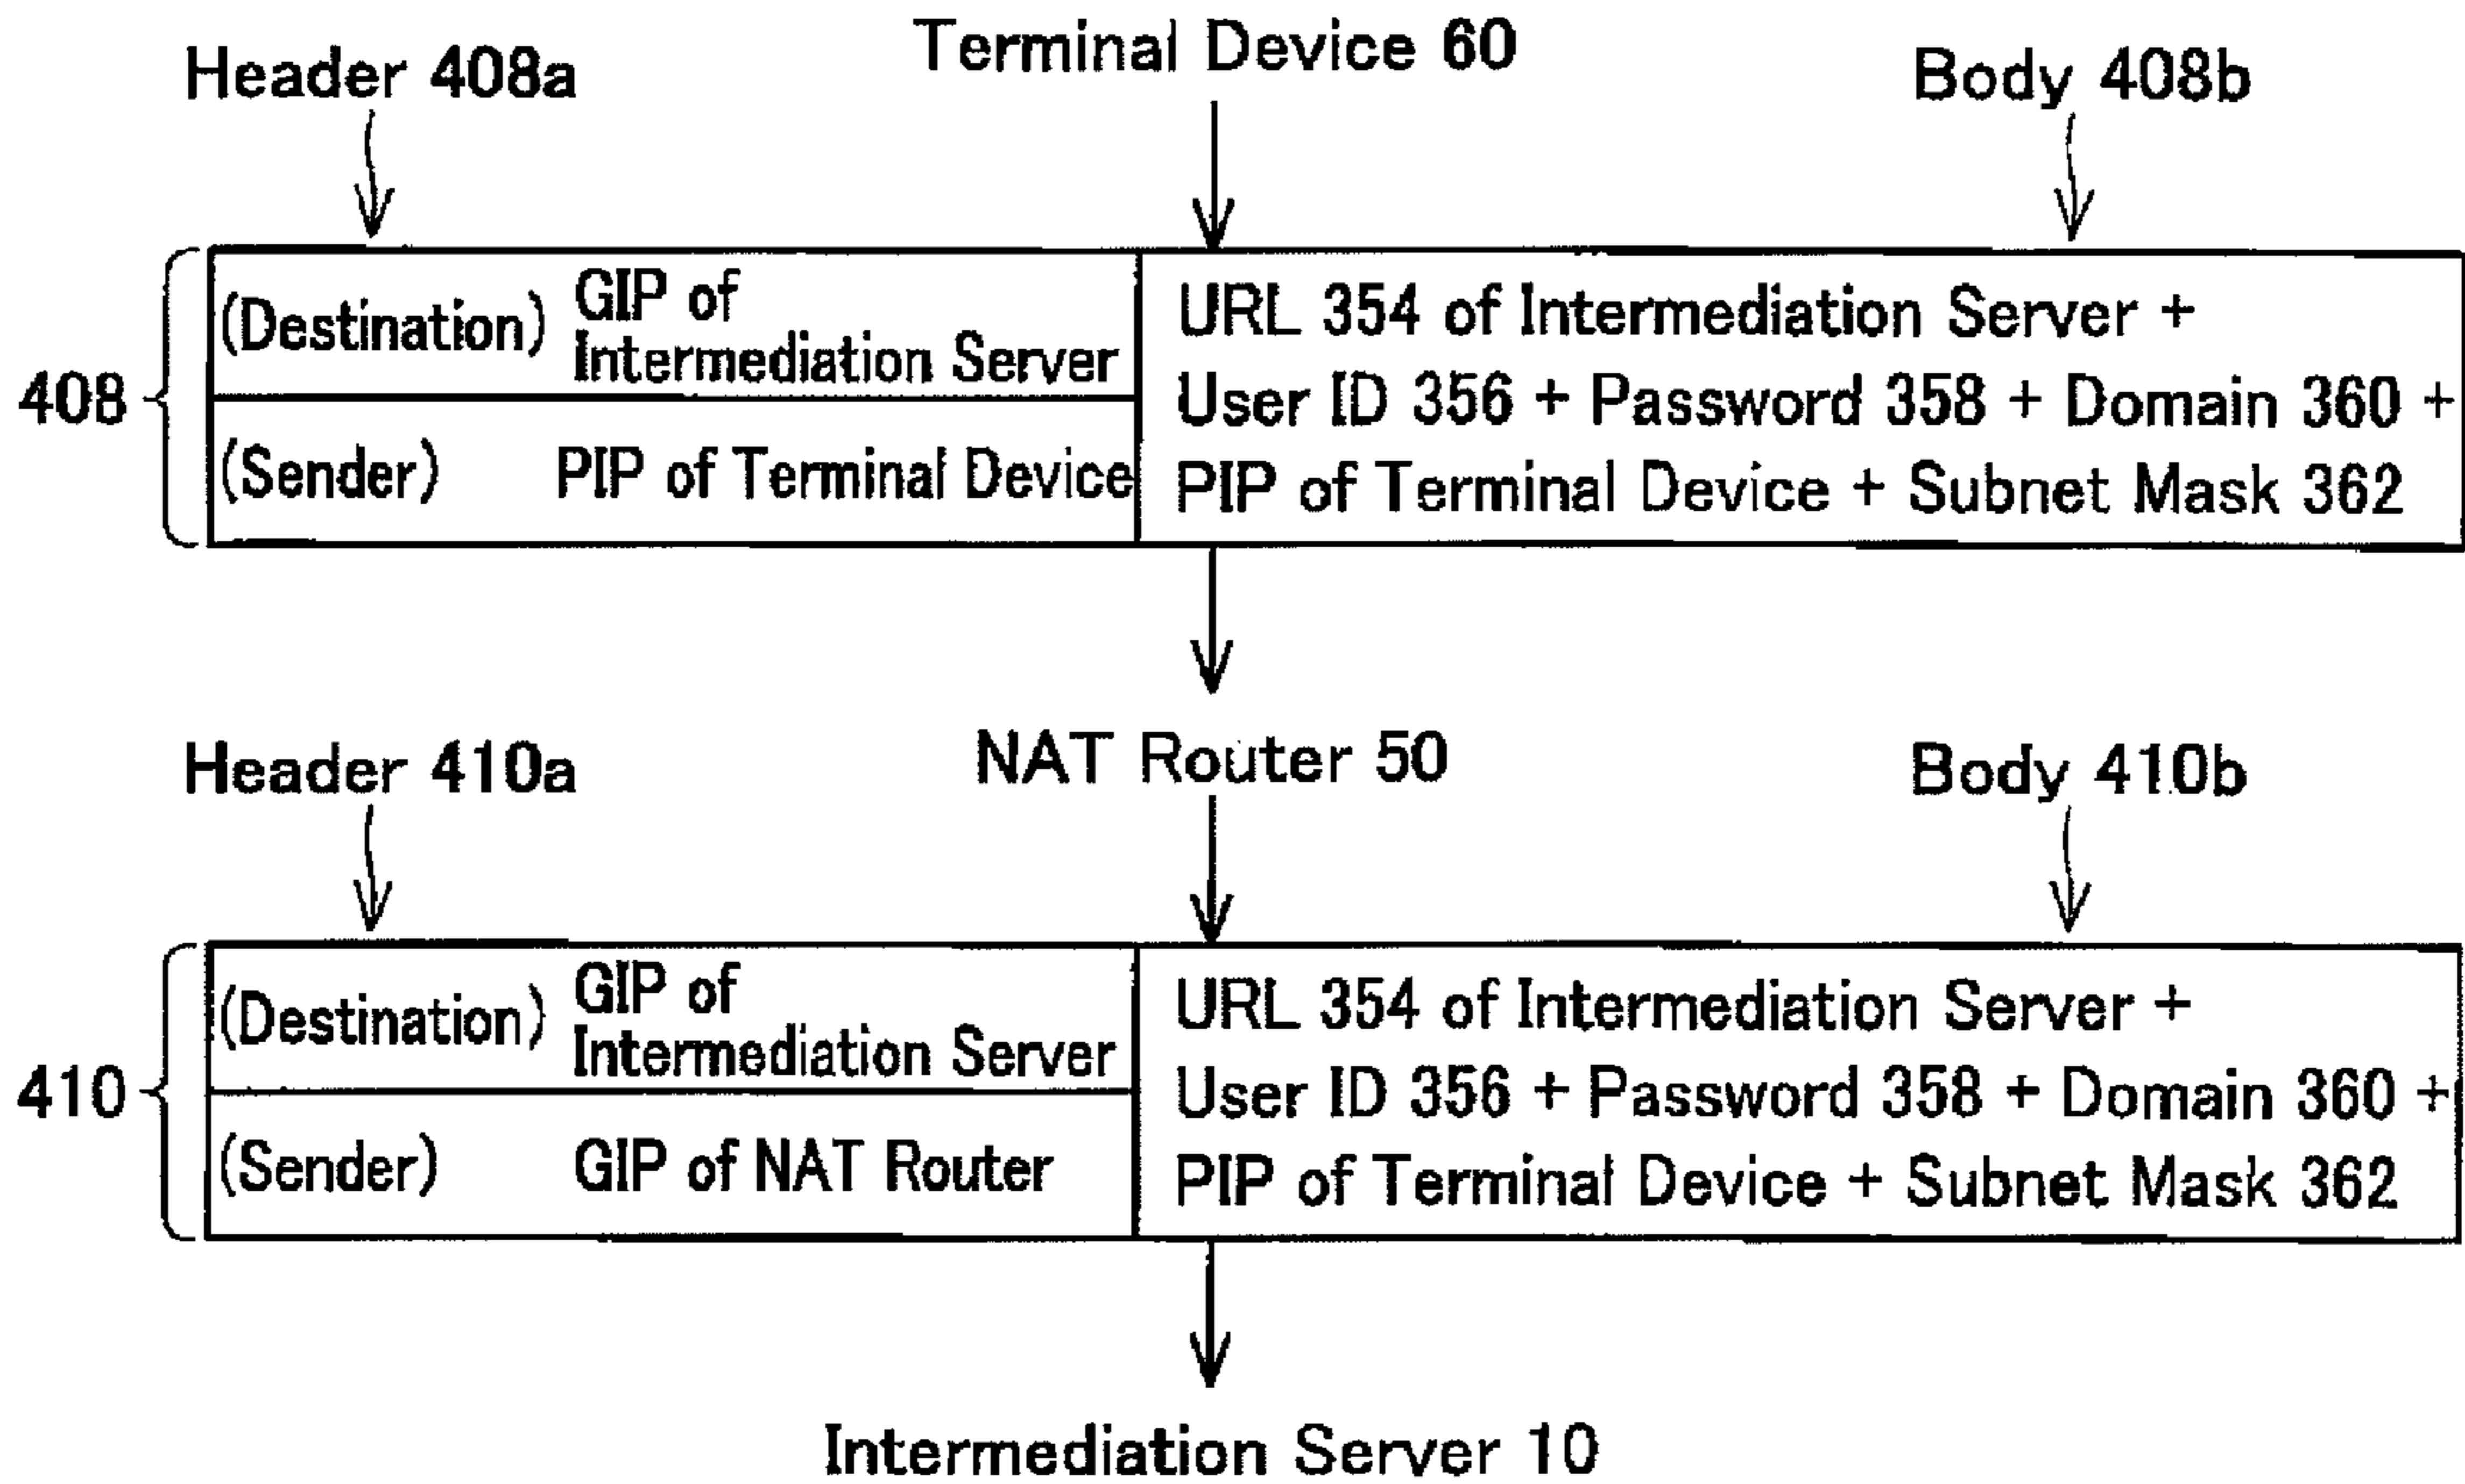 Terminal Device 60
Header 408a
Body 408b
408
(Destination) GIP of
Intermediation Server
(Sender) PIP of Terminal Device
URL 354 of Intermediation Server +
User ID 356 + Password 358 + Domain 360 +
PIP of Terminal Device + Subnet Mask 362
NAT Router 50
Header 410a
Body 410b
410
(Destination) GIP of
Intermediation Server
(Sender) GIP of NAT Router
URL 354 of Intermediation Server +
User ID 356 + Password 358 + Domain 360 +
PIP of Terminal Device + Subnet Mask 362
Intermediation Server 10